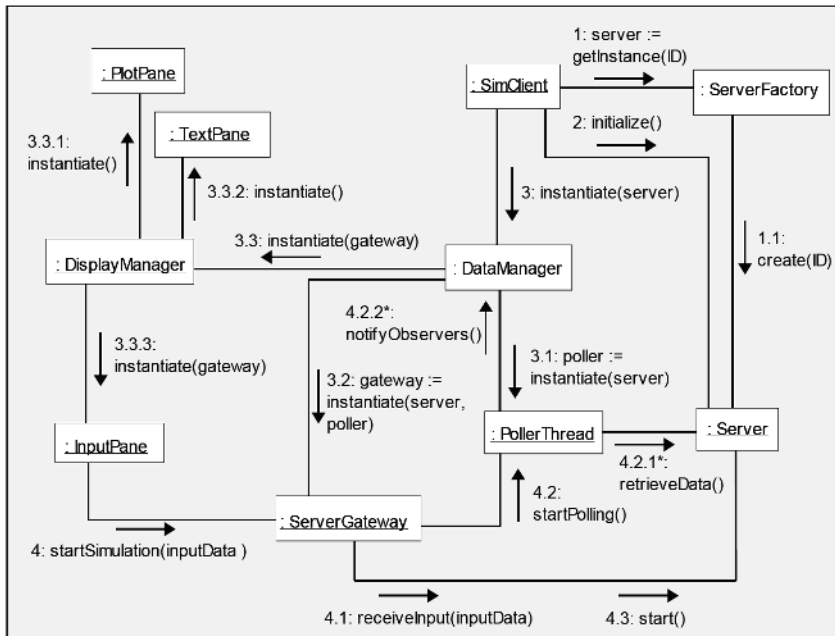 1: server :=
getInstance(ID)
: PlotPane
: SimClient
: ServerFactory
: TextPane
2: initialize()
3.3.1:
instantiate()
3.3.2: instantiate()
3: instantiate(server)
3.3: instantiate(gateway)
1.1:
create(ID)
: DisplayManager
: DataManager
4.2.2*:
notifyObservers()
3.3.3:
instantiate(gateway)
3.1: poller :=
instantiate(server)
3.2: gateway :=
instantiate(server,
poller)
: InputPane
: PollerThread
: Server
4.2.1*:
retrieveData()
4.2:
startPolling()
: ServerGateway
4: startSimulation(inputData )
4.1: receiveInput(inputData)
4.3: start()